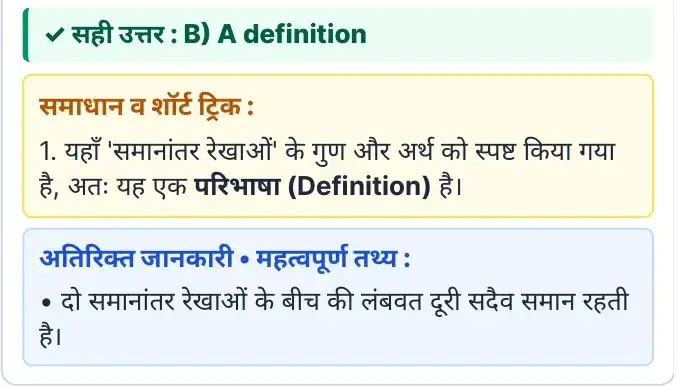 ✓ सही उत्तर : B) A definition
समाधान व शॉर्ट ट्रिक :
1. यहाँ 'समानांतर रेखाओं' के गुण और अर्थ को स्पष्ट किया गया
है, अतः यह एक परिभाषा (Definition) है।
अतिरिक्त जानकारी • महत्वपूर्ण तथ्य :
• दो समानांतर रेखाओं के बीच की लंबवत दूरी सदैव समान रहती
है।